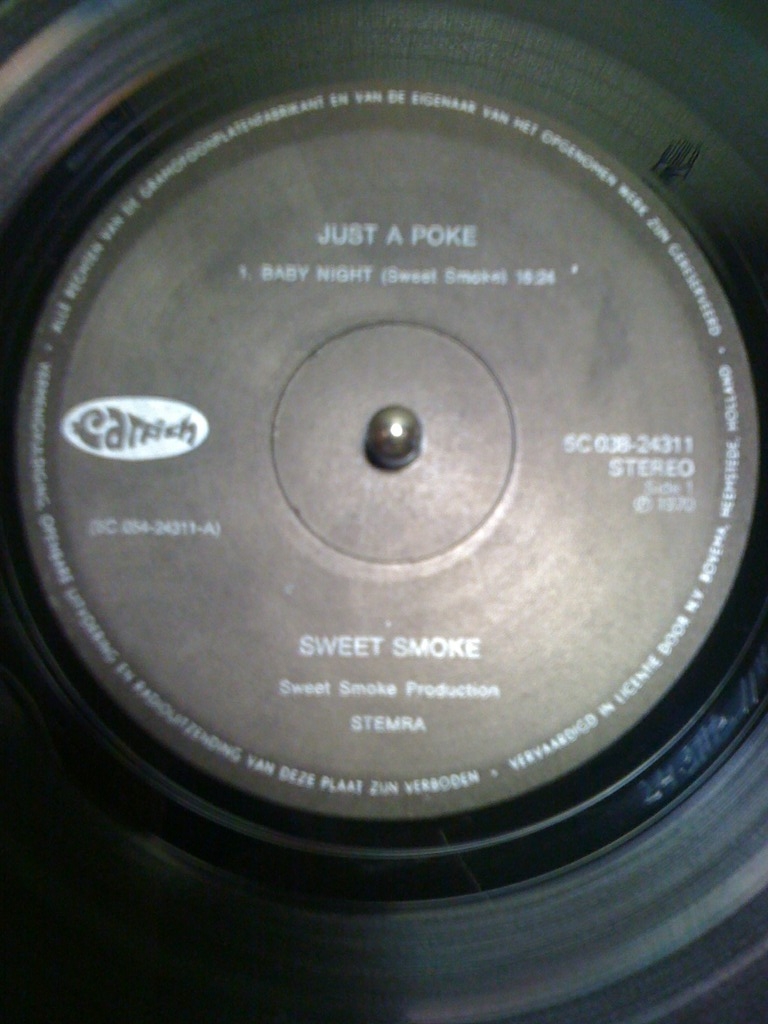 ALLE RECHTEN VAN DE GRAMOFOONPLATENFABRIKANT EN VAN DE EIGENAAR VAN HET OPGENOMEN WERK ZIJN GERESERVEERD •
JUST A POKE
1. BABY NIGHT (Sweet Smoke) 16:24
Catfish
5C 038-24311
STEREO
Side 1
℗ 1970
(5C.054-24311-A)
SWEET SMOKE
Sweet Smoke Production
STEMRA
OPENBARE UITVOERING EN RADIOUITZENDING VAN DEZE PLAAT ZIJN VERBODEN •
VERVAARDIGD IN LICENTIE DOOR N.V. BOVEMA, HEEMSTEDE, HOLLAND